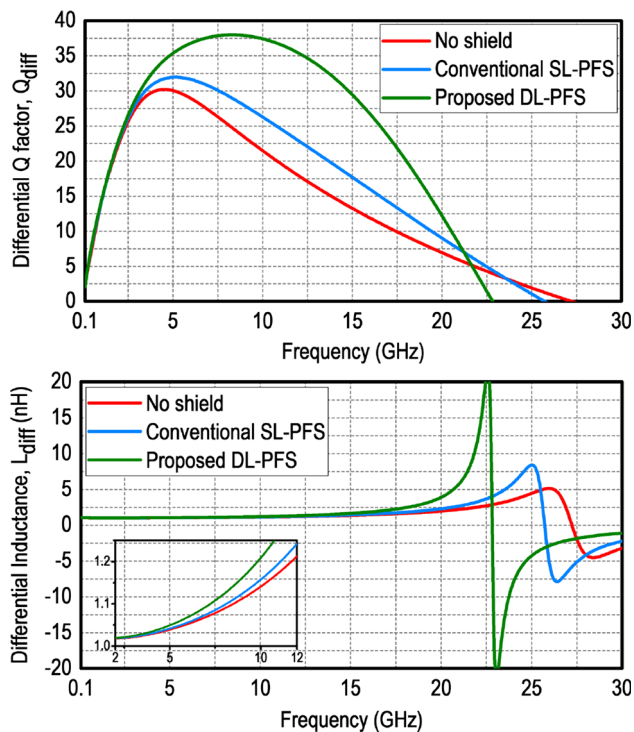 40
35
30
25
20
15
10
5
0
Differential Q factor, Qdiff
No shield
Conventional SL-PFS
Proposed DL-PFS
0.1 5 10 15 20 25 30
Frequency (GHz)
20
15
10
5
0
-5
-10
-15
-20
Differential Inductance, Ldiff (nH)
No shield
Conventional SL-PFS
Proposed DL-PFS
1.2
1.1
1.0
2 5 10 12
0.1 5 10 15 20 25 30
Frequency (GHz)